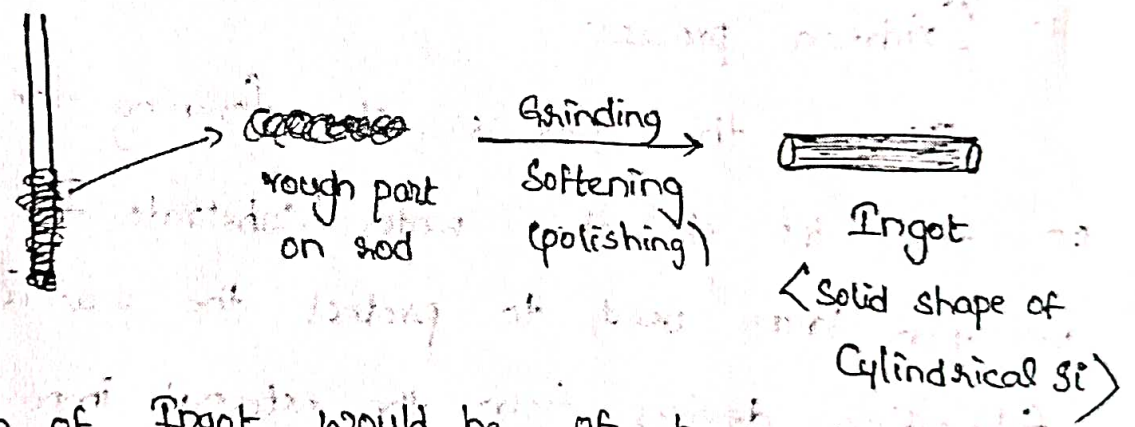 Grinding
rough part
on rod
Softening
(polishing)
Ingot
<Solid shape of
Cylindrical Si>
of Ingot would be of